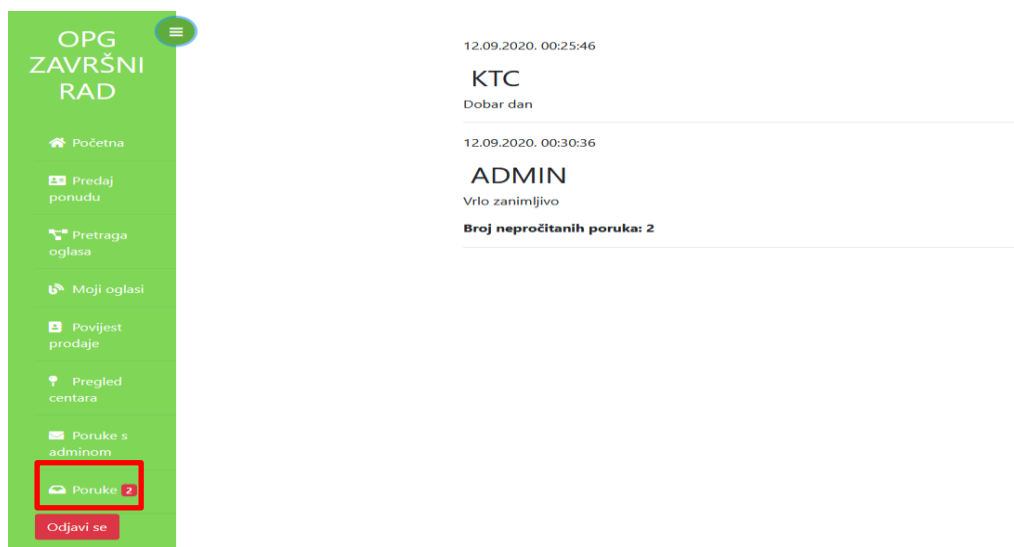 OPG
ZAVRŠNI
RAD
Početna
Predaj
ponudu
Pretraga
oglasa
Moji oglasi
Povijest
prodaje
Pregled
centara
Poruke s
adminom
Poruke 2
Odjavi se
12.09.2020. 00:25:46
KTC
Dobar dan
12.09.2020. 00:30:36
ADMIN
Vrlo zanimljivo
Broj nepročitanih poruka: 2